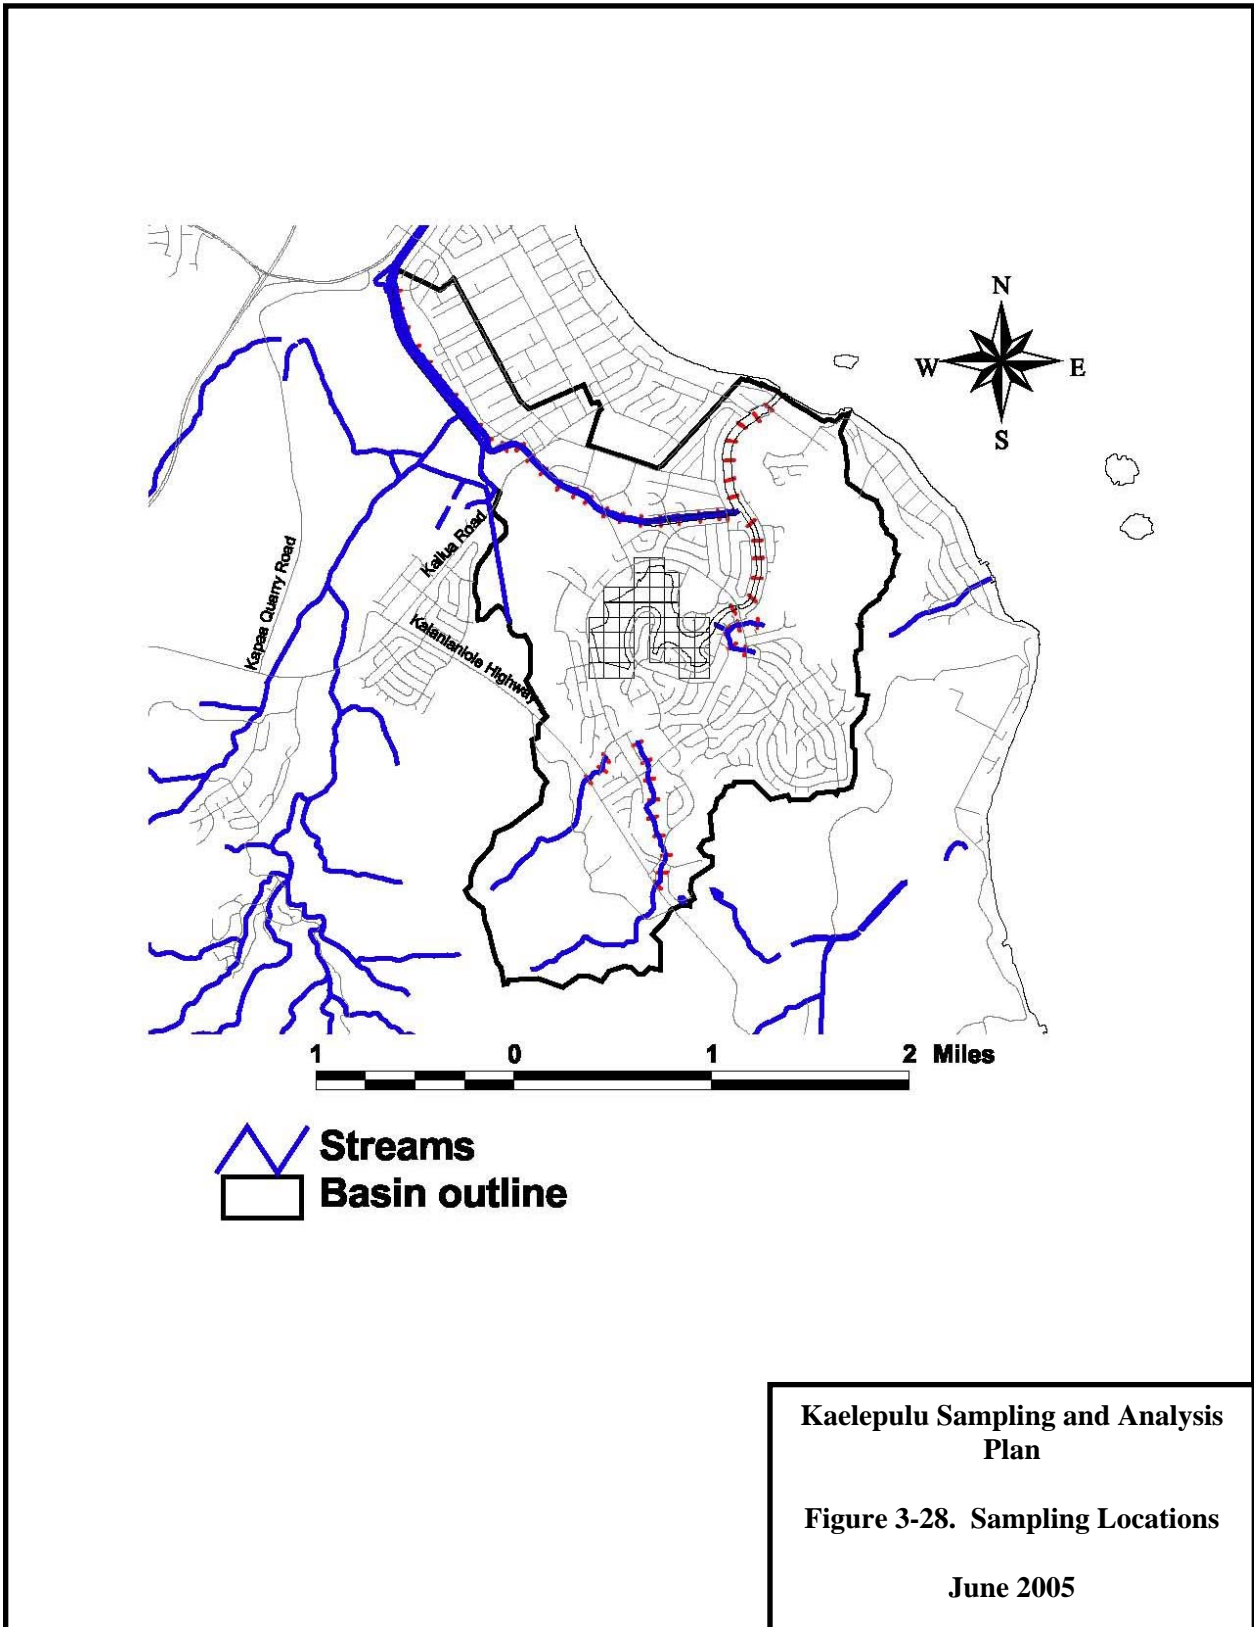 N
W
E
S
Kapaa Quarry Road
Kailua Road
Kalanianiole Highway
1 0 1 2 Miles
Streams
Basin outline
Kaelepulu Sampling and Analysis
Plan
Figure 3-28. Sampling Locations
June 2005